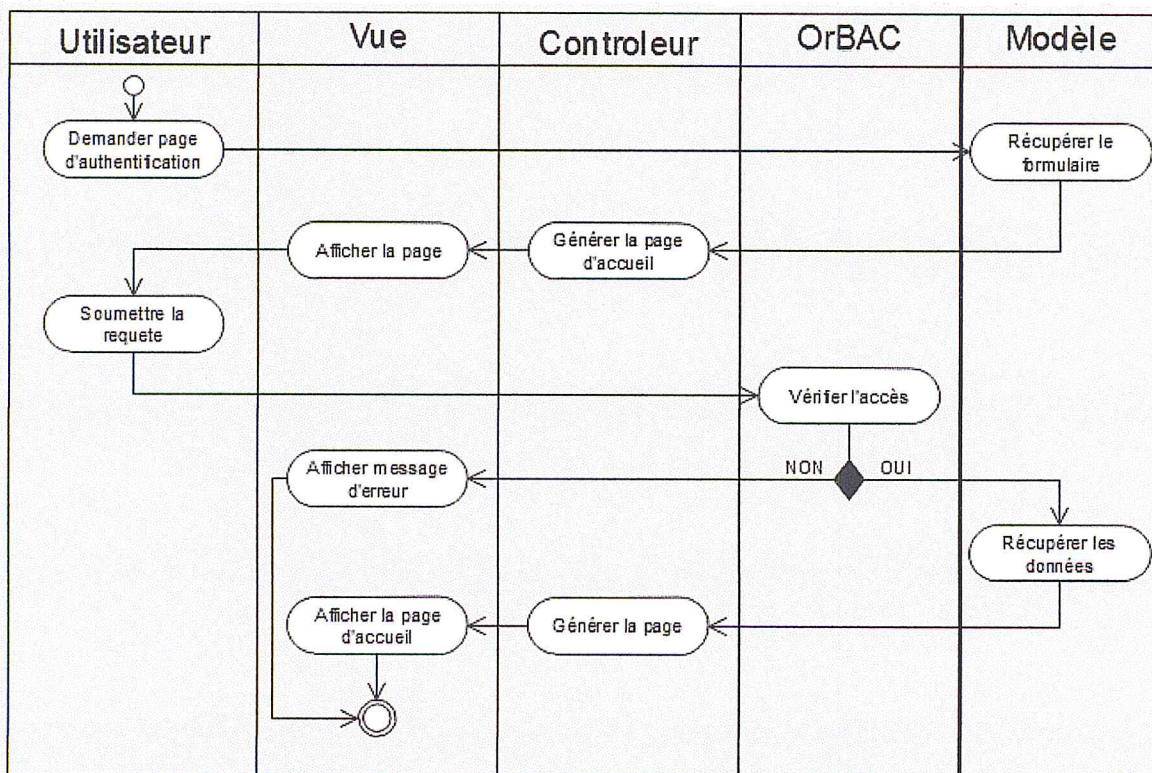 Utilisateur
Vue
Controleur
OrBAC
Modèle
Demander page
d'authentification
Récupérer le
formulaire
Afficher la page
Générer la page
d'accueil
Soumettre la
requete
Vérifier l'accès
NON
OUI
Afficher message
d'erreur
Récupérer les
données
Afficher la page
d'accueil
Générer la page